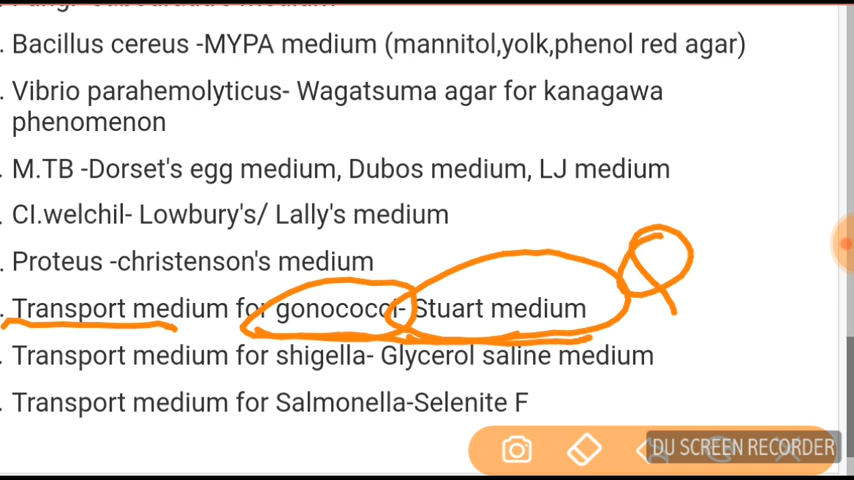 . Bacillus cereus -MYPA medium (mannitol,yolk,phenol red agar)
. Vibrio parahemolyticus- Wagatsuma agar for kanagawa
phenomenon
. M.TB -Dorset's egg medium, Dubos medium, LJ medium
. CI.welchil- Lowbury's/ Lally's medium
. Proteus -christenson's medium
. Transport medium for gonococci- Stuart medium
. Transport medium for shigella- Glycerol saline medium
. Transport medium for Salmonella-Selenite F
DU SCREEN RECORDER